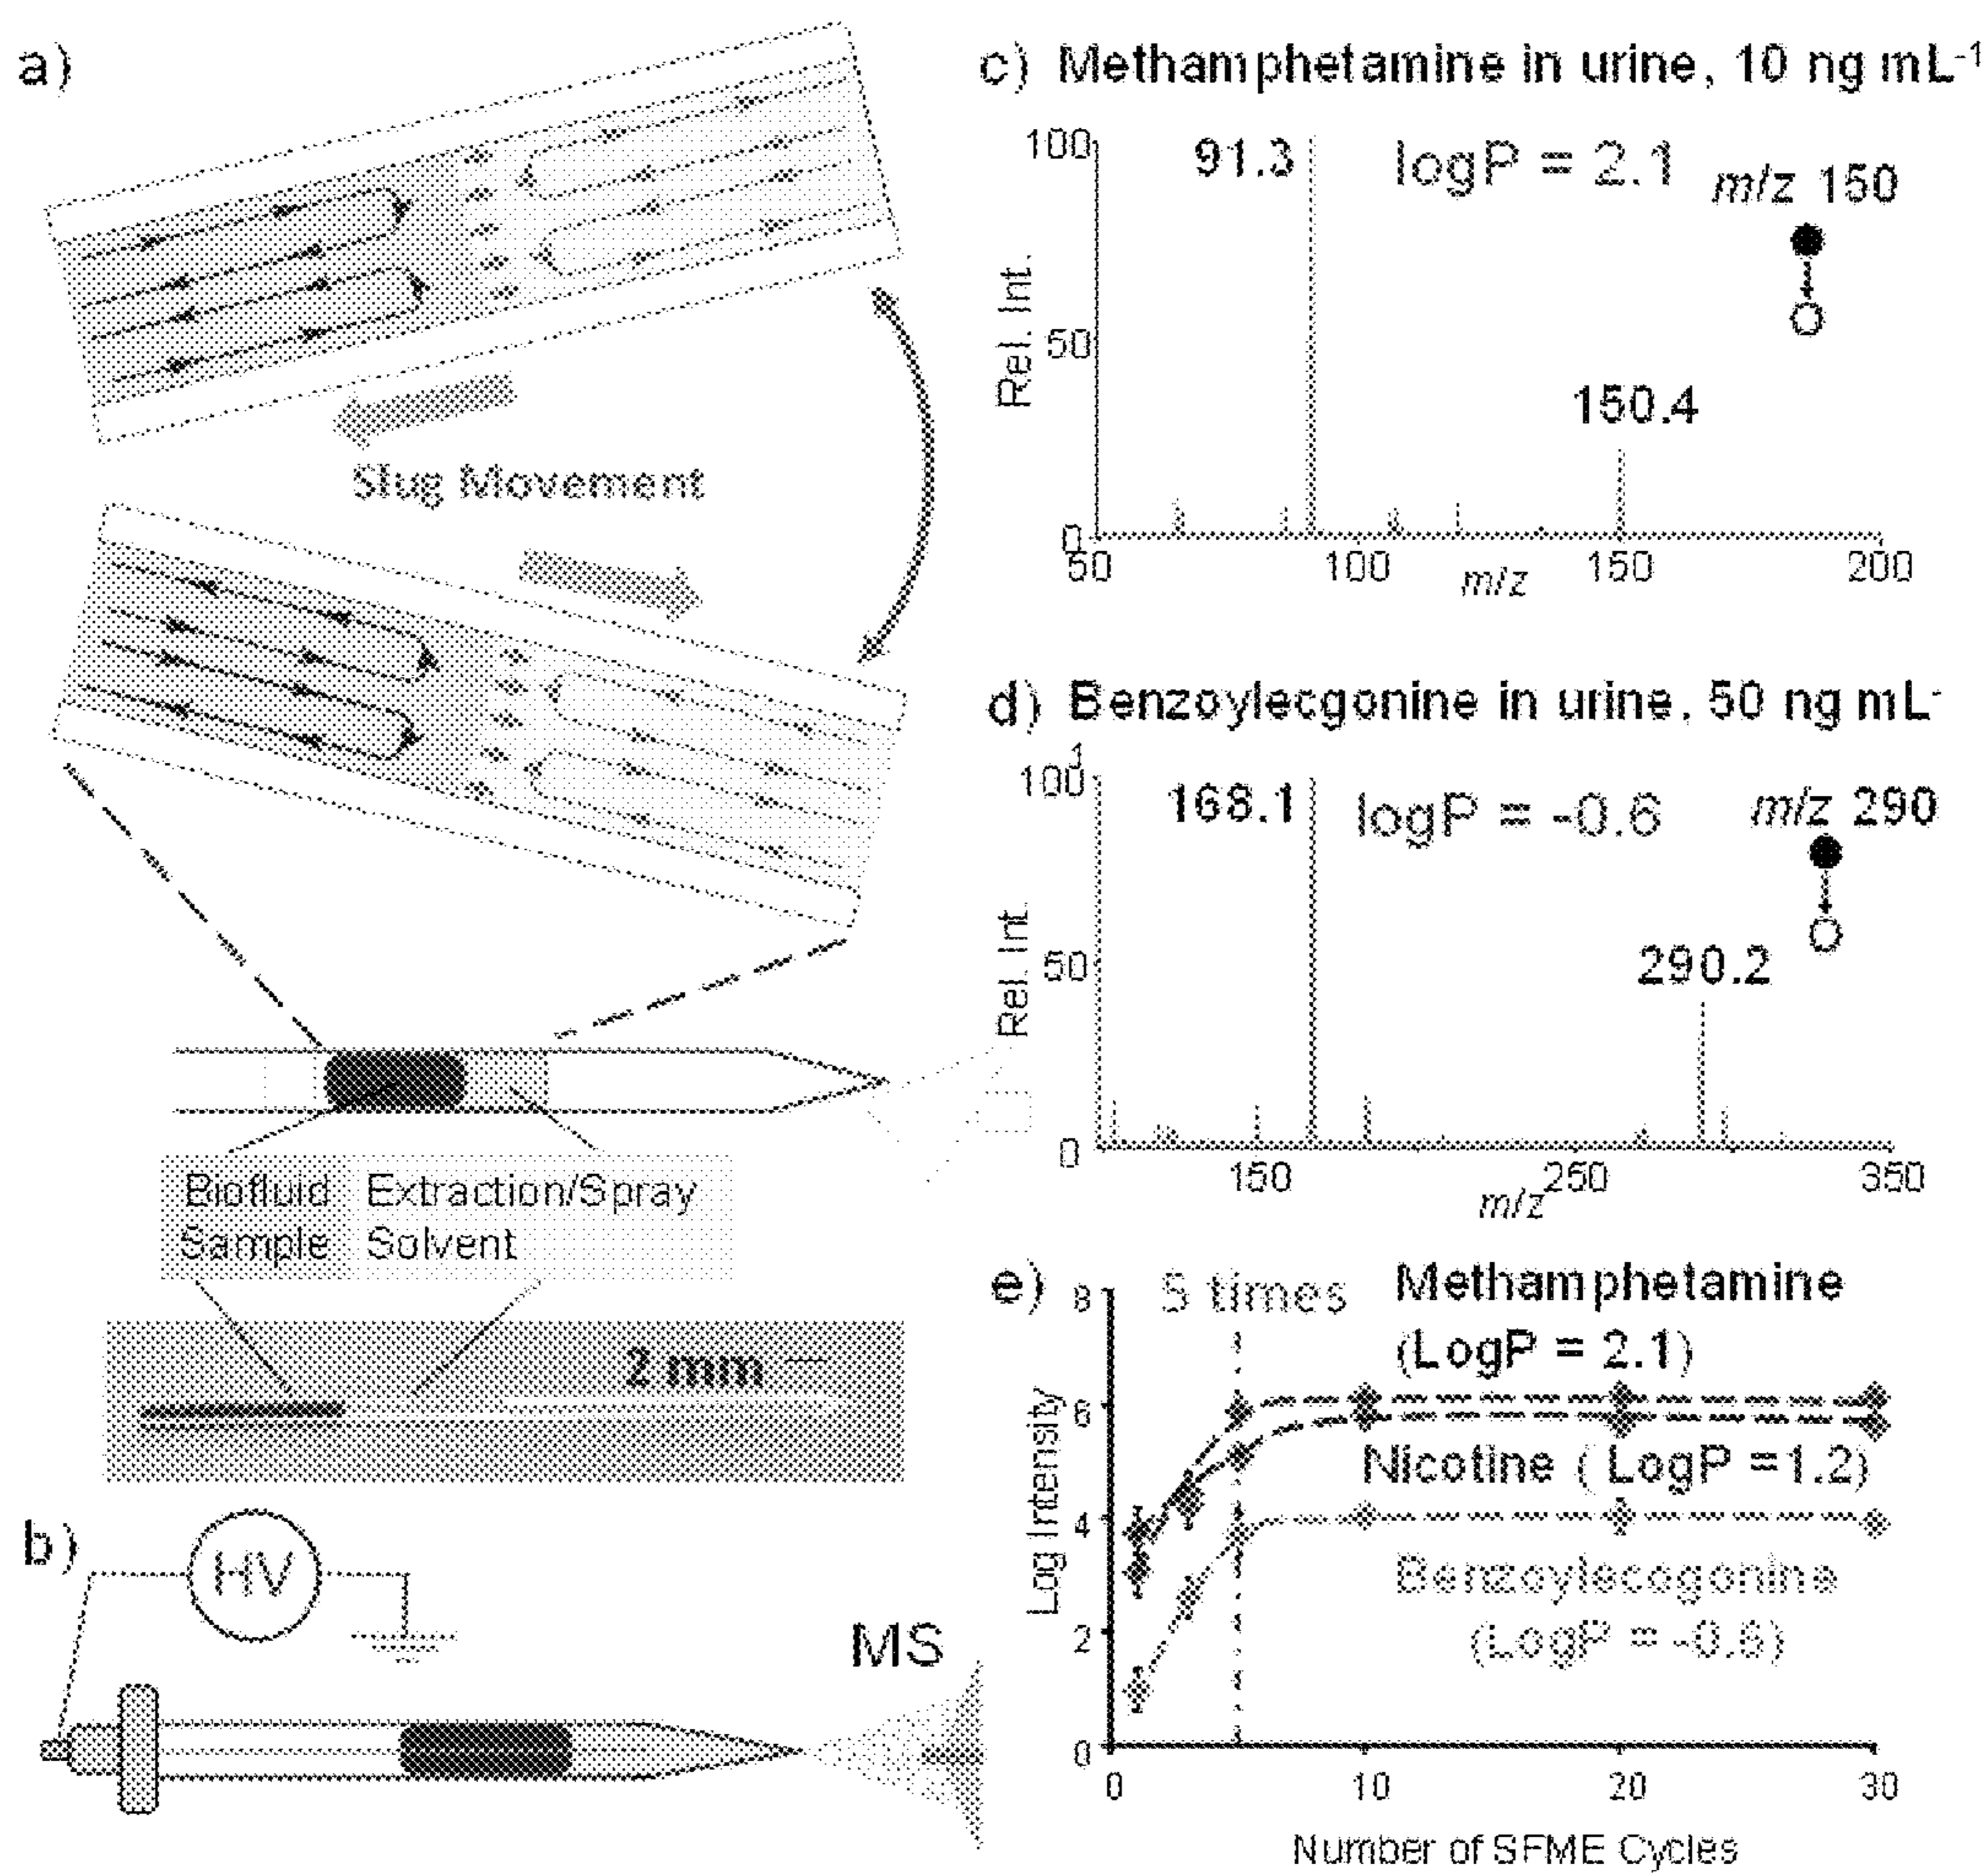 a)
Slug Movement
Biofluid
Sample
Extraction/Spray
Solvent
2 mm
b)
HV
MS
c) Methamphetamine in urine, 10 ng mL-1
100
50
0
Rel. Int.
91.3
logP = 2.1
m/z 150
150.4
50
100
150
200
m/z
d) Benzoylecgonine in urine, 50 ng mL-
1
100
50
0
Rel. Int.
168.1
logP = -0.6
m/z 290
290.2
150
250
350
m/z
e)
8
6
4
2
0
Log Intensity
5 times
Methamphetamine
(LogP = 2.1)
Nicotine ( LogP =1.2)
Benzoylecogonine
(LogP = -0.6)
0
10
20
30
Number of SFME Cycles